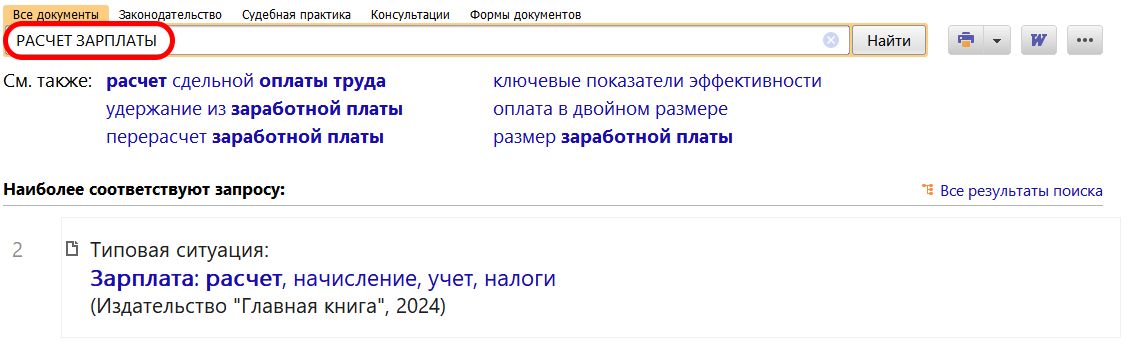 Все документы Законодательство Судебная практика Консультации Формы документов
РАСЧЕТ ЗАРПЛАТЫ Найти W
См. также: расчет сдельной оплаты труда ключевые показатели эффективности
удержание из заработной платы оплата в двойном размере
перерасчет заработной платы размер заработной платы
Наиболее соответствуют запросу: Все результаты поиска
2 Типовая ситуация:
Зарплата: расчет, начисление, учет, налоги
(Издательство "Главная книга", 2024)